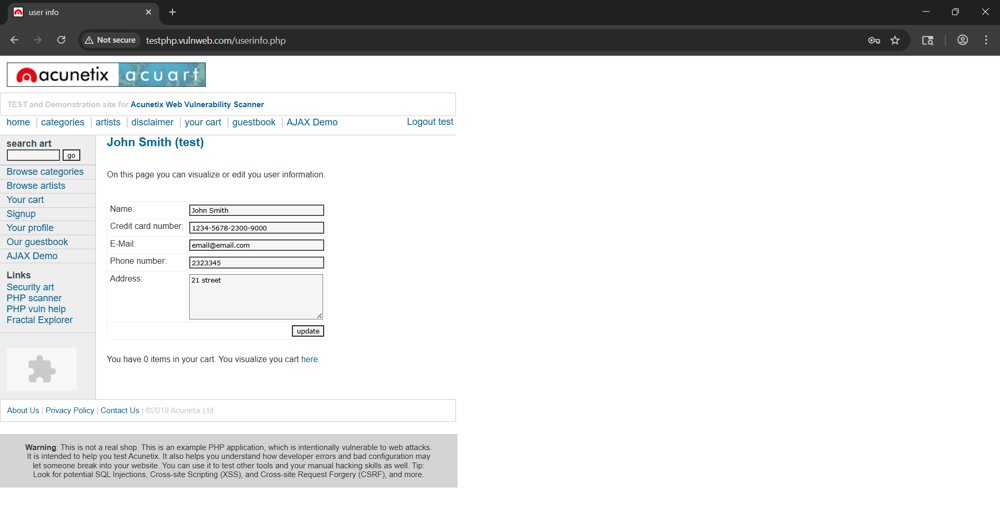 user info
Not secure
testphp.vulnweb.com/userinfo.php
acunetix acuart
TEST and Demonstration site for Acunetix Web Vulnerability Scanner
home | categories | artists | disclaimer | your cart | guestbook | AJAX Demo
Logout test
search art
go
Browse categories
Browse artists
Your cart
Signup
Your profile
Our guestbook
AJAX Demo
Links
Security art
PHP scanner
PHP vuln help
Fractal Explorer
John Smith (test)
On this page you can visualize or edit you user information.
Name: John Smith
Credit card number: 1234-5678-2300-9000
E-Mail: email@email.com
Phone number: 2323345
Address: 21 street
update
You have 0 items in your cart. You visualize you cart here.
About Us | Privacy Policy | Contact Us | ©2019 Acunetix Ltd
Warning: This is not a real shop. This is an example PHP application, which is intentionally vulnerable to web attacks.
It is intended to help you test Acunetix. It also helps you understand how developer errors and bad configuration may
let someone break into your website. You can use it to test other tools and your manual hacking skills as well. Tip:
Look for potential SQL Injections, Cross-site Scripting (XSS), and Cross-site Request Forgery (CSRF), and more.